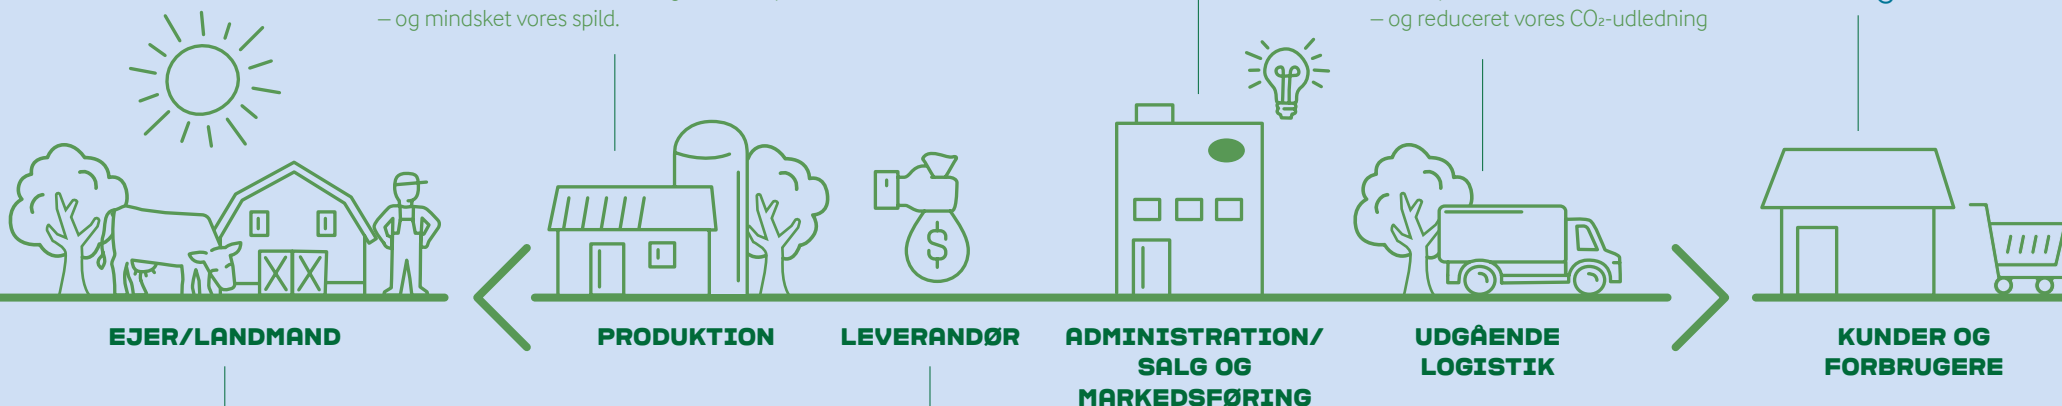 – og mindsket vores spild.
– og reduceret vores CO₂-udledning
$
EJER/LANDMAND
PRODUKTION
LEVERANDØR
ADMINISTRATION/
SALG OG
MARKEDSFØRING
UDGÅENDE
LOGISTIK
KUNDER OG
FORBRUGERE